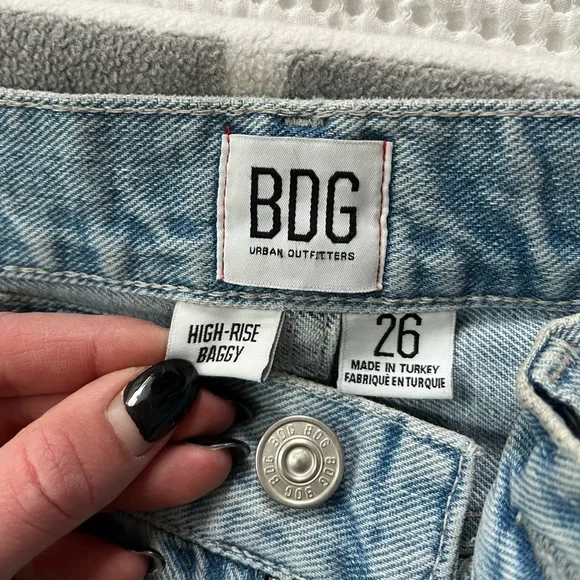 BDG
URBAN OUTFITTERS
HIGH-RISE
BAGGY
26
MADE IN TURKEY
FABRIQUÉ EN TURQUIE
BDG BDG BDG BDG